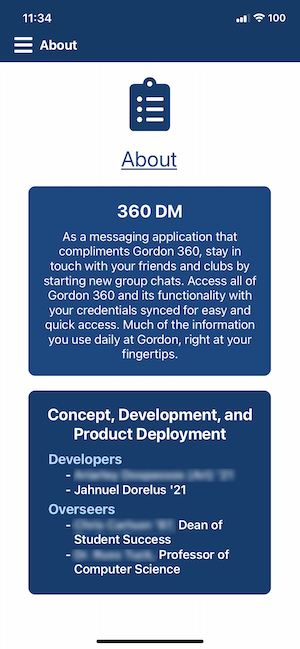 11:34
100
About
About
360 DM
As a messaging application that
compliments Gordon 360, stay in
touch with your friends and clubs by
starting new group chats. Access all of
Gordon 360 and its functionality with
your credentials synced for easy and
quick access. Much of the information
you use daily at Gordon, right at your
fingertips.
Concept, Development, and
Product Deployment
Developers
-
- Jahnuel Dorelus '21
Overseers
- Dean of
Student Success
- Professor of
Computer Science